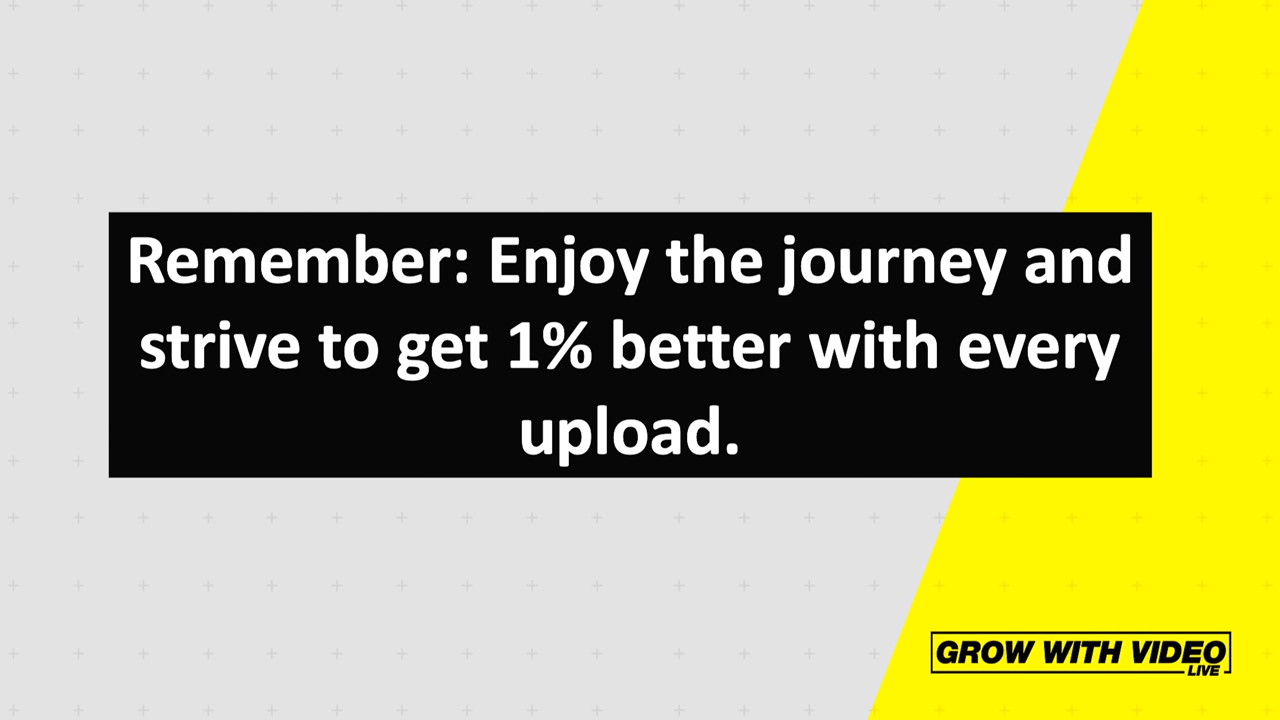 Remember: Enjoy the journey and
strive to get 1% better with every
upload.
GROW WITH VIDEO
LIVE